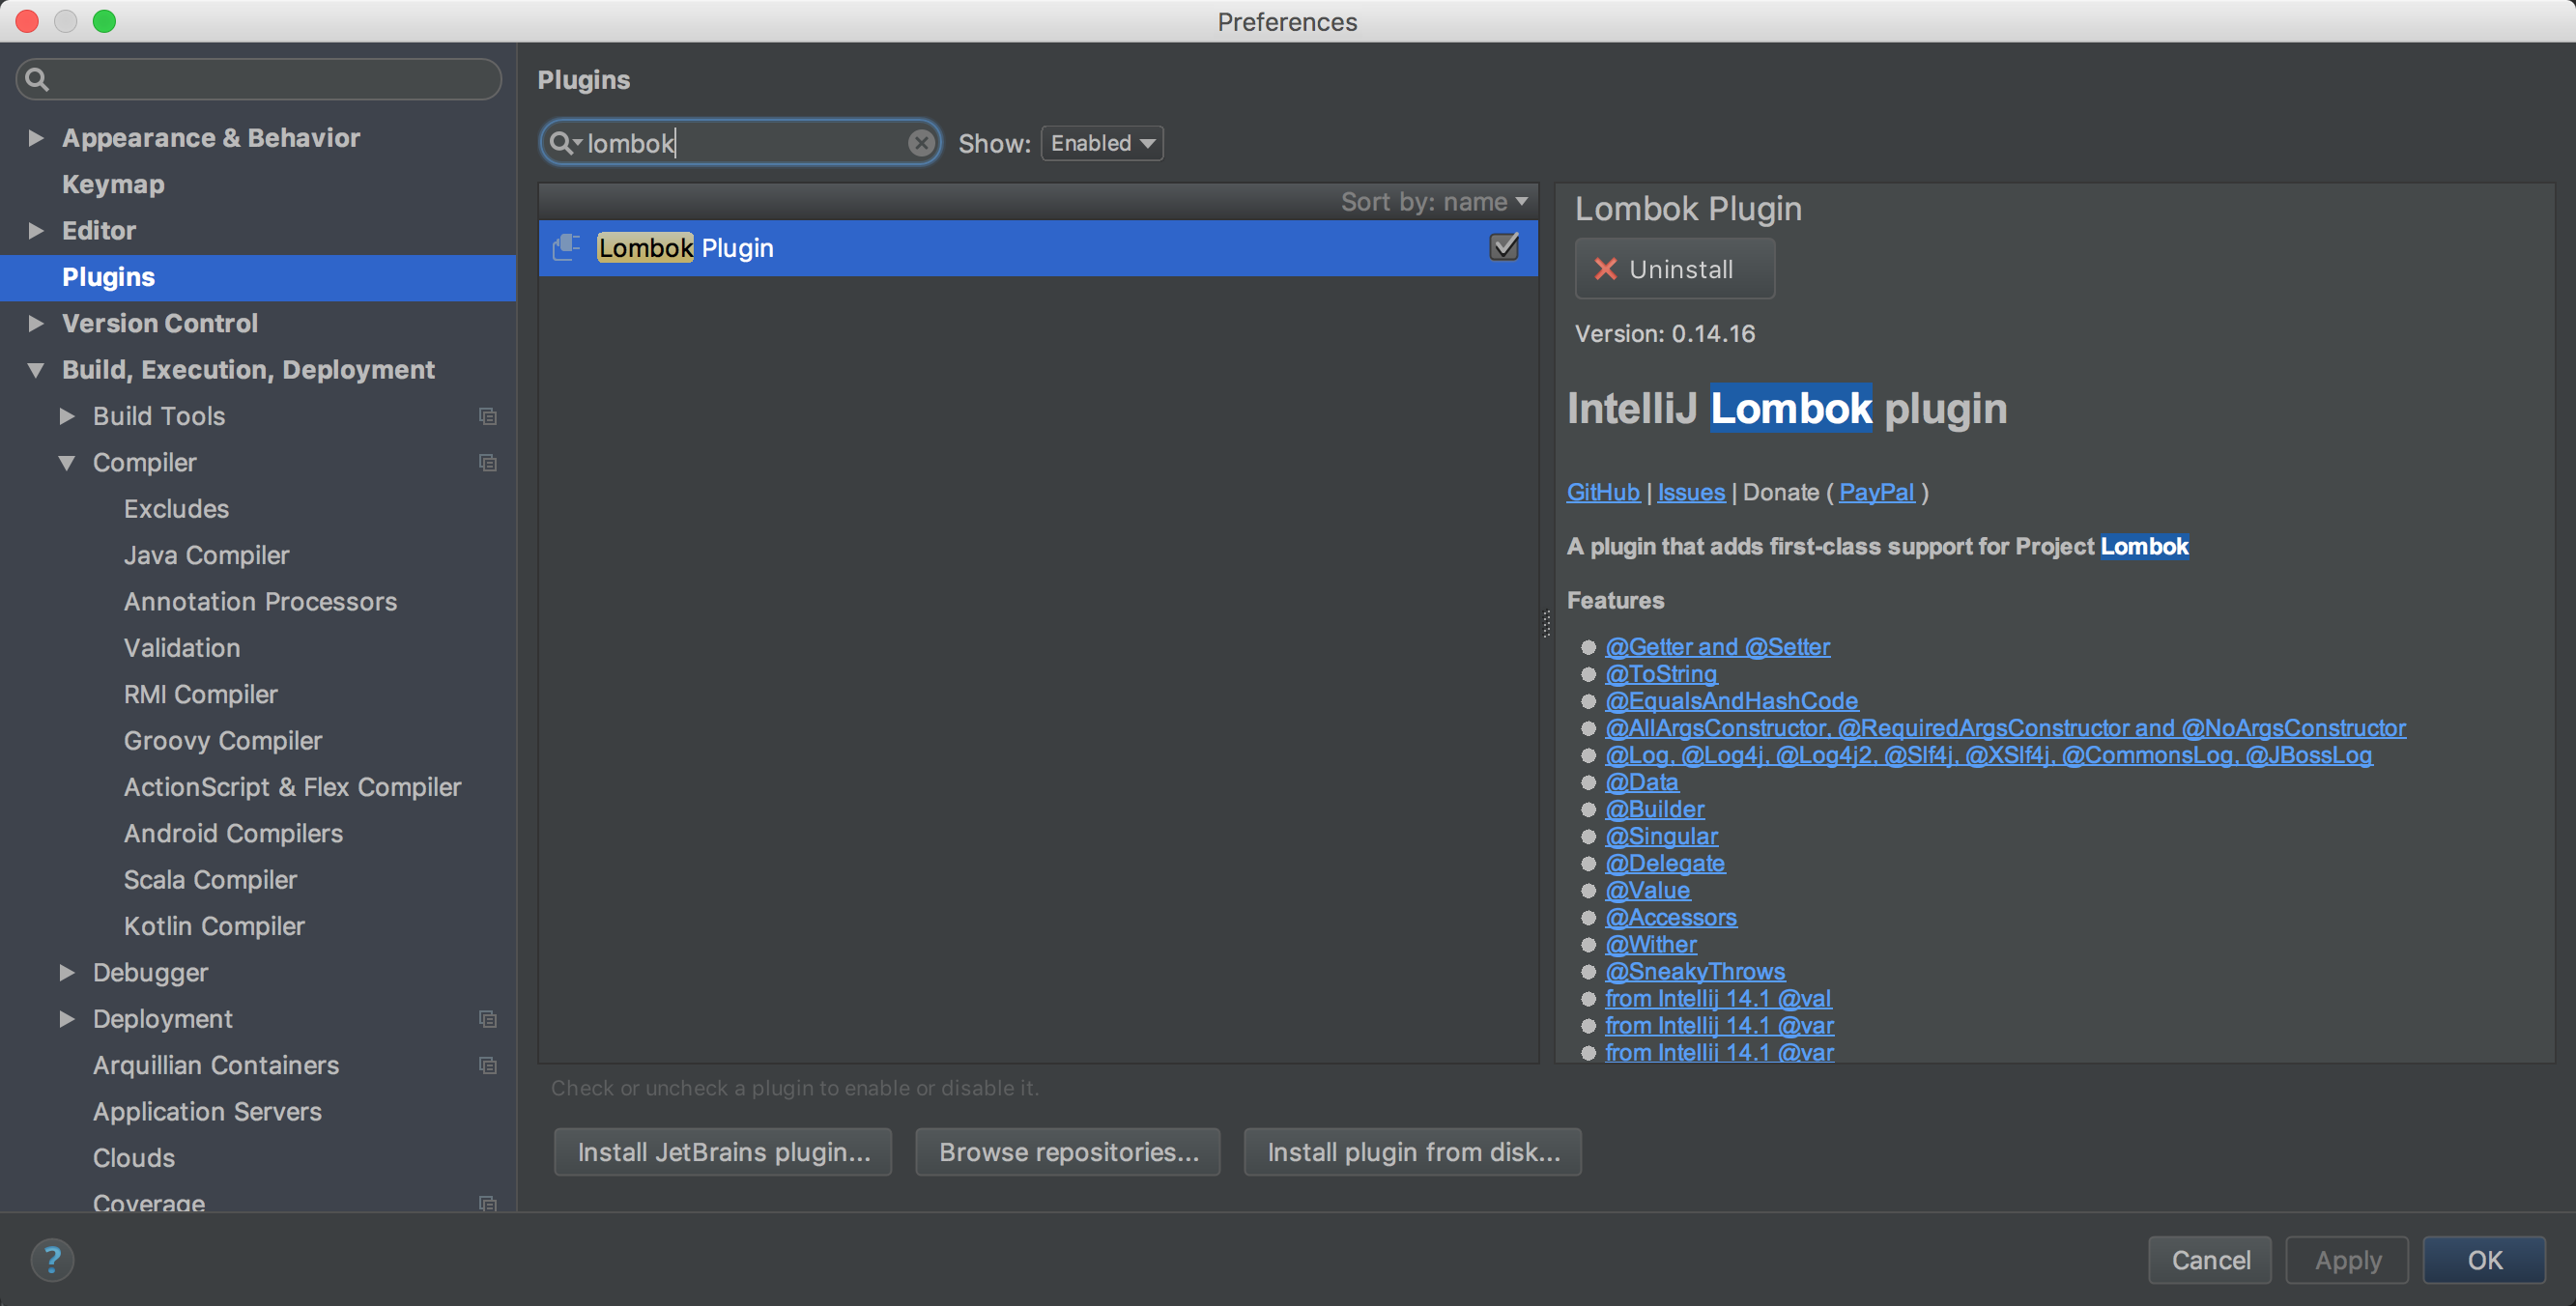 Preferences
Appearance & Behavior
Keymap
Editor
Plugins
Version Control
Build, Execution, Deployment
Build Tools
Compiler
Excludes
Java Compiler
Annotation Processors
Validation
RMI Compiler
Groovy Compiler
ActionScript & Flex Compiler
Android Compilers
Scala Compiler
Kotlin Compiler
Debugger
Deployment
Arquillian Containers
Application Servers
Clouds
Coverage
Plugins
lombok
Show: Enabled
Sort by: name
Lombok Plugin
Check or uncheck a plugin to enable or disable it.
Install JetBrains plugin...
Browse repositories...
Install plugin from disk...
Lombok Plugin
Uninstall
Version: 0.14.16
IntelliJ Lombok plugin
GitHub | Issues | Donate ( PayPal )
A plugin that adds first-class support for Project Lombok
Features
@Getter and @Setter
@ToString
@EqualsAndHashCode
@AllArgsConstructor, @RequiredArgsConstructor and @NoArgsConstructor
@Log, @Log4j, @Log4j2, @Slf4j, @XSlf4j, @CommonsLog, @JBossLog
@Data
@Builder
@Singular
@Delegate
@Value
@Accessors
@Wither
@SneakyThrows
from Intellij 14.1 @val
from Intellij 14.1 @var
from Intellij 14.1 @var
?
Cancel
Apply
OK